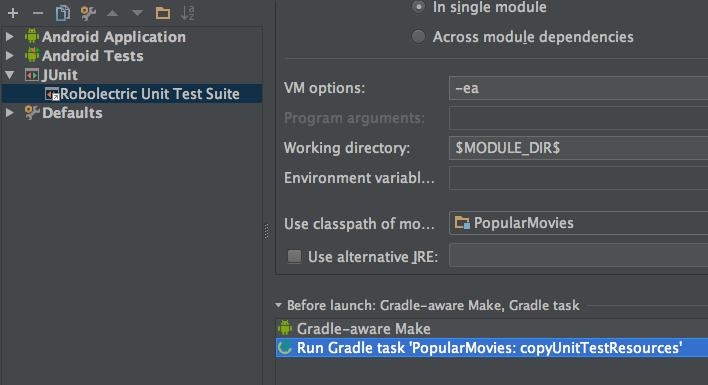 In single module
Android Application
Across module dependencies
Android Tests
JUnit
VM options: -ea
Robolectric Unit Test Suite
Defaults
Program arguments:
Working directory: $MODULE_DIR$
Environment variabl...
Use classpath of mo... PopularMovies
Use alternative JRE:
Before launch: Gradle-aware Make, Gradle task
Gradle-aware Make
Run Gradle task 'PopularMovies: copyUnitTestResources'